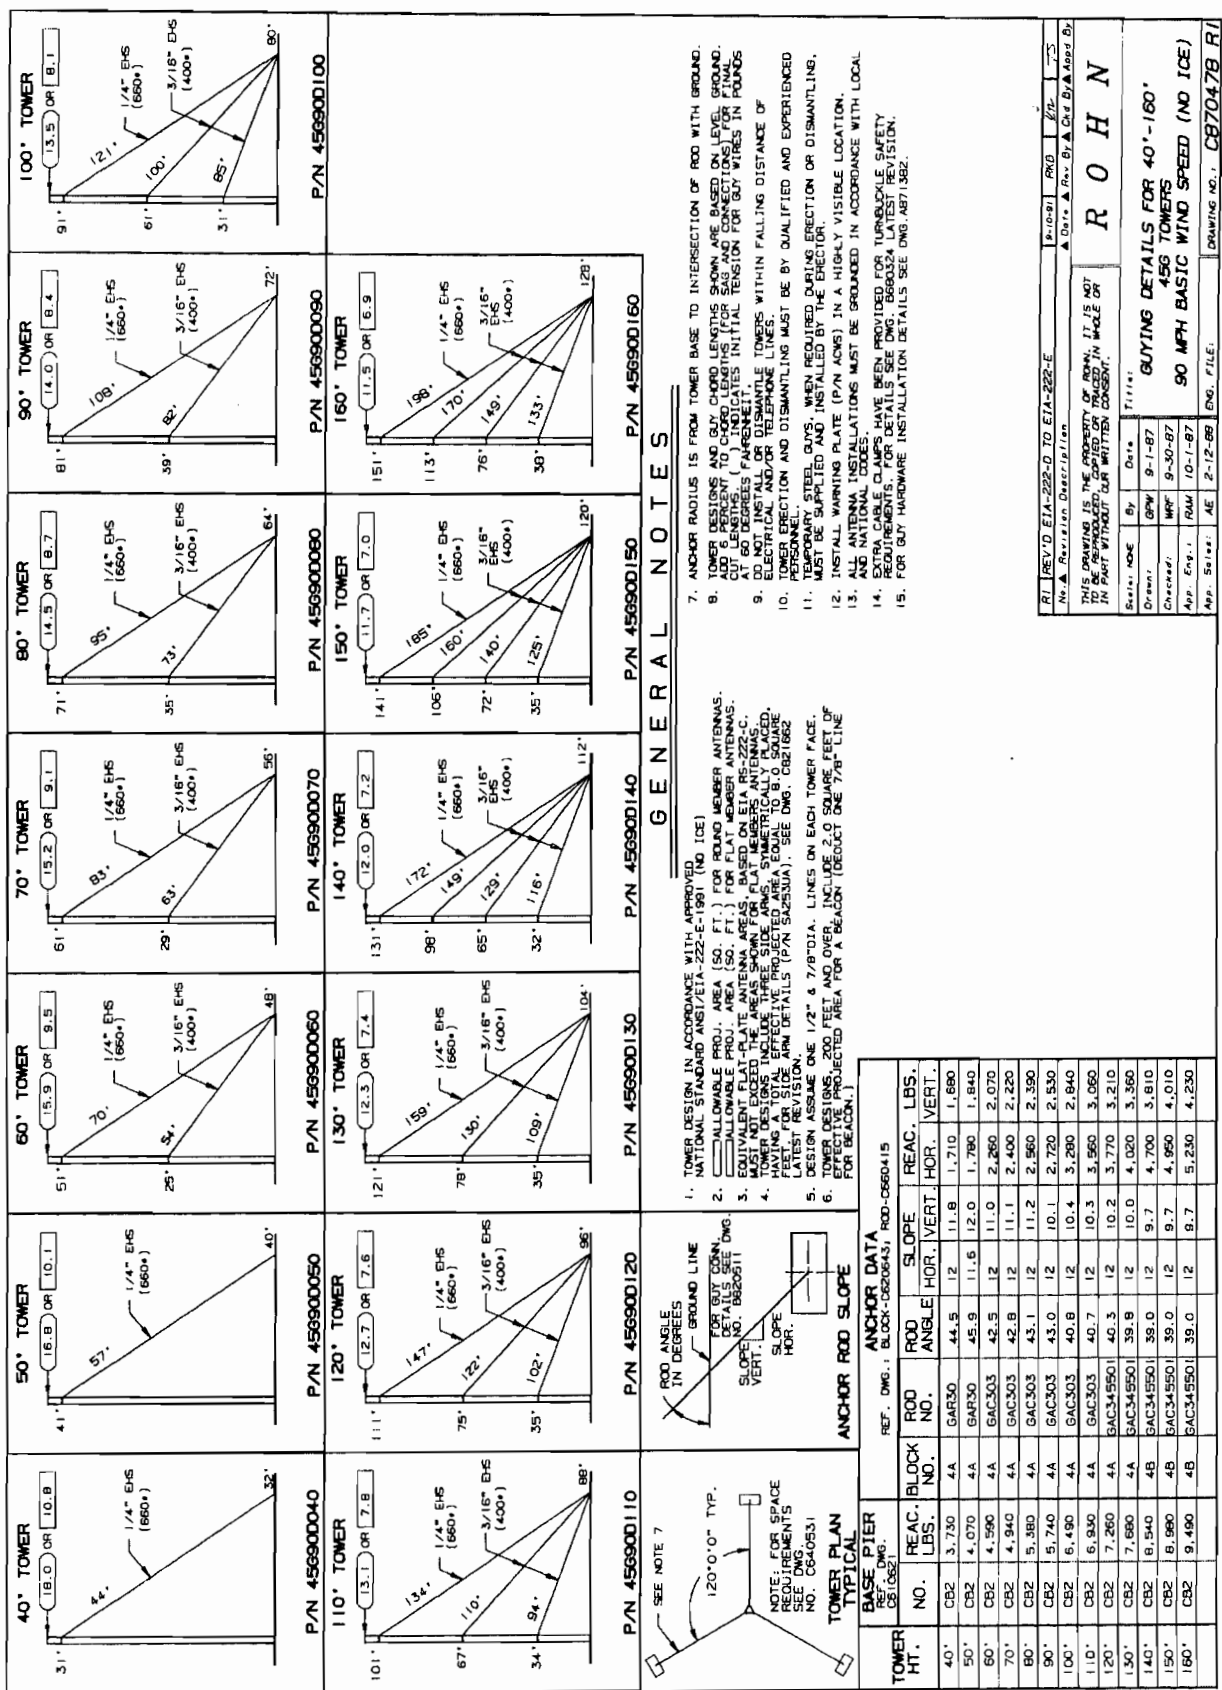 40' TOWER
18.0 OR 10.8
31'
44'
1/4" EHS
(660#)
32'
P/N 45G90D040
50' TOWER
16.8 OR 10.1
41'
57'
1/4" EHS
(660#)
40'
P/N 45G90D050
60' TOWER
15.9 OR 9.5
51'
70'
1/4" EHS
(660#)
25'
54'
3/16" EHS
(400#)
48'
P/N 45G90D060
70' TOWER
15.2 OR 9.1
61'
83'
1/4" EHS
(660#)
29'
63'
3/16" EHS
(400#)
56'
P/N 45G90D070
80' TOWER
14.5 OR 8.7
71'
95'
1/4" EHS
(660#)
35'
73'
3/16" EHS
(400#)
64'
P/N 45G90D080
90' TOWER
14.0 OR 8.4
81'
108'
1/4" EHS
(660#)
39'
82'
3/16" EHS
(400#)
72'
P/N 45G90D090
100' TOWER
13.5 OR 8.1
91'
121'
1/4" EHS
(660#)
61'
100'
3/16" EHS
(400#)
31'
85'
80'
P/N 45G90D100
110' TOWER
13.1 OR 7.8
101'
134'
1/4" EHS
(660#)
67'
110'
3/16" EHS
(400#)
34'
94'
88'
P/N 45G90D110
120' TOWER
12.7 OR 7.6
111'
147'
1/4" EHS
(660#)
75'
122'
3/16" EHS
(400#)
35'
102'
96'
P/N 45G90D120
130' TOWER
12.3 OR 7.4
121'
159'
1/4" EHS
(660#)
78'
130'
3/16" EHS
(400#)
35'
109'
104'
P/N 45G90D130
140' TOWER
12.0 OR 7.2
131'
172'
1/4" EHS
(660#)
98'
149'
3/16"
EHS
(400#)
65'
129'
32'
116'
112'
P/N 45G90D140
150' TOWER
11.7 OR 7.0
141'
185'
1/4" EHS
(660#)
106'
160'
3/16"
EHS
(400#)
72'
140'
35'
125'
120'
P/N 45G90D150
160' TOWER
11.5 OR 6.9
151'
198'
1/4" EHS
(660#)
113'
170'
3/16"
EHS
(400#)
76'
149'
38'
133'
128'
P/N 45G90D160
SEE NOTE 7
120°0'0" TYP.
NOTE: FOR SPACE
REQUIREMENTS
SEE DWG.
NO. C640531
TOWER PLAN
TYPICAL
ROD ANGLE
IN DEGREES
GROUND LINE
FOR GUY CONN.
DETAILS SEE DWG.
NO. B620511
SLOPE
VERT.
SLOPE
HOR.
ANCHOR ROD SLOPE
GENERAL NOTES
1. TOWER DESIGN IN ACCORDANCE WITH APPROVED
NATIONAL STANDARD ANSI/EIA-222-E-1991 (NO ICE)
2. ALLOWABLE PROJ. AREA (SQ. FT.) FOR ROUND MEMBER ANTENNAS.
ALLOWABLE PROJ. AREA (SQ. FT.) FOR FLAT MEMBER ANTENNAS.
3. EQUIVALENT FLAT-PLATE ANTENNA AREAS, BASED ON EIA RS-222-C,
MUST NOT EXCEED THE AREAS SHOWN FOR FLAT MEMBERS ANTENNAS.
4. TOWER DESIGNS INCLUDE THREE SIDE ARMS, SYMMETRICALLY PLACED,
HAVING A TOTAL EFFECTIVE PROJECTED AREA EQUAL TO 8.0 SQUARE
FEET. FOR SIDE ARM DETAILS (P/N SA253UA), SEE DWG. C821662
LATEST REVISION.
5. DESIGN ASSUME ONE 1/2" & 7/8"DIA. LINES ON EACH TOWER FACE.
6. TOWER DESIGNS, 200 FEET AND OVER, INCLUDE 2.0 SQUARE FEET OF
EFFECTIVE PROJECTED AREA FOR A BEACON (DEDUCT ONE 7/8" LINE
FOR BEACON.)
7. ANCHOR RADIUS IS FROM TOWER BASE TO INTERSECTION OF ROD WITH GROUND.
8. TOWER DESIGNS AND GUY CHORD LENGTHS SHOWN ARE BASED ON LEVEL GROUND.
ADD 6 PERCENT TO CHORD LENGTHS (FOR SAG AND CONNECTIONS) FOR FINAL
CUT LENGTHS. ( ) INDICATES INITIAL TENSION FOR GUY WIRES IN POUNDS
AT 60 DEGREES FAHRENHEIT.
9. DO NOT INSTALL OR DISMANTLE TOWERS WITHIN FALLING DISTANCE OF
ELECTRICAL AND/OR TELEPHONE LINES.
10. TOWER ERECTION AND DISMANTLING MUST BE BY QUALIFIED AND EXPERIENCED
PERSONNEL.
11. TEMPORARY STEEL GUYS, WHEN REQUIRED DURING ERECTION OR DISMANTLING,
MUST BE SUPPLIED AND INSTALLED BY THE ERECTOR.
12. INSTALL WARNING PLATE (P/N ACWS) IN A HIGHLY VISIBLE LOCATION.
13. ALL ANTENNA INSTALLATIONS MUST BE GROUNDED IN ACCORDANCE WITH LOCAL
AND NATIONAL CODES.
14. EXTRA CABLE CLAMPS HAVE BEEN PROVIDED FOR TURNBUCKLE SAFETY
REQUIREMENTS. FOR DETAILS SEE DWG. B680324 LATEST REVISION.
15. FOR GUY HARDWARE INSTALLATION DETAILS SEE DWG. A871382.
TOWER HT. BASE PIER REF. DWG. C610621 ANCHOR DATA
REF. DWG.: BLOCK-C620643; ROD-C660415
NO. REAC. LBS. BLOCK NO. ROD NO. ROD ANGLE SLOPE HOR. VERT. REAC. LBS. HOR. VERT.
40' CB2 3,730 4A GAR30 44.5 12 11.8 1,710 1,680
50' CB2 4,070 4A GAR30 45.9 11.6 12.0 1,780 1,840
60' CB2 4,590 4A GAC303 42.5 12 11.0 2,260 2,070
70' CB2 4,940 4A GAC303 42.8 12 11.1 2,400 2,220
80' CB2 5,380 4A GAC303 43.1 12 11.2 2,560 2,390
90' CB2 5,740 4A GAC303 43.0 12 10.1 2,720 2,530
100' CB2 6,490 4A GAC303 40.8 12 10.4 3,280 2,840
110' CB2 6,930 4A GAC303 40.7 12 10.3 3,560 3,060
120' CB2 7,260 4A GAC345501 40.3 12 10.2 3,770 3,210
130' CB2 7,680 4A GAC345501 39.8 12 10.0 4,020 3,360
140' CB2 8,540 4B GAC345501 39.0 12 9.7 4,700 3,810
150' CB2 8,980 4B GAC345501 39.0 12 9.7 4,950 4,010
160' CB2 9,490 4B GAC345501 39.0 12 9.7 5,230 4,230
R1 REV'D EIA-222-D TO EIA-222-E 9-10-91 RKB
No. Revision Description Date Rev By Ckd By Appd By
THIS DRAWING IS THE PROPERTY OF ROHN. IT IS NOT
TO BE REPRODUCED, COPIED OR TRACED IN WHOLE OR
IN PART WITHOUT OUR WRITTEN CONSENT.
ROHN
Scale: NONE By Date Title:
Drawn: GPW 9-1-87
Checked: WRF 9-30-87
App. Eng.: 10-1-87
App. Sales: AE 2-12-88
GUYING DETAILS FOR 40'-160'
45G TOWERS
90 MPH BASIC WIND SPEED (NO ICE)
ENG. FILE: DRAWING NO.: C870478 R1